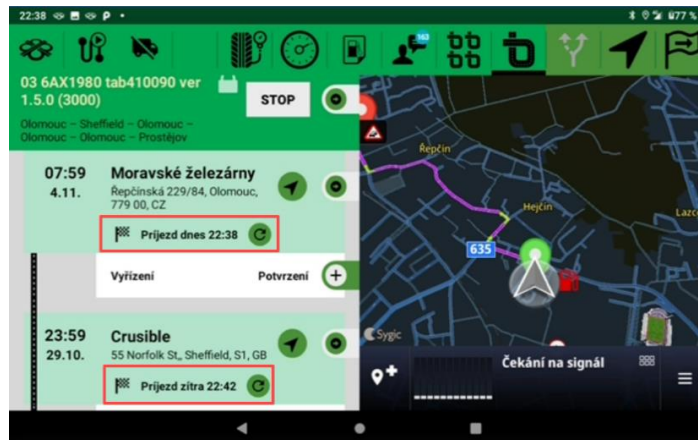 22:38
P
77 %
163
03 6AX1980 tab410090 ver
1.5.0 (3000)
STOP
Olomouc – Sheffield – Olomouc –
Olomouc – Olomouc – Prostějov
07:59
4.11.
Moravské železárny
Řepčínská 229/84, Olomouc,
779 00, CZ
Príjezd dnes 22:38
Vyřízení Potvrzení
23:59
29.10.
Crusible
55 Norfolk St,, Sheffield, S1, GB
Príjezd zítra 22:42
Řepčín
Hejčín
635
Sygic
Čekání na signál